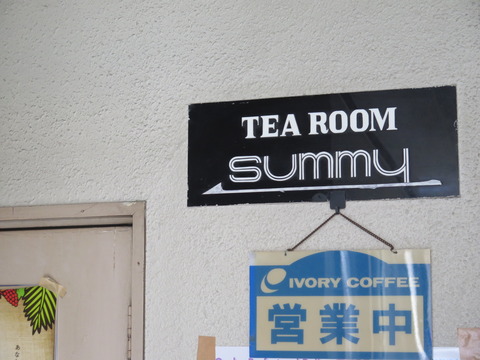 TEA ROOM
summy
IVORY COFFEE
営業中